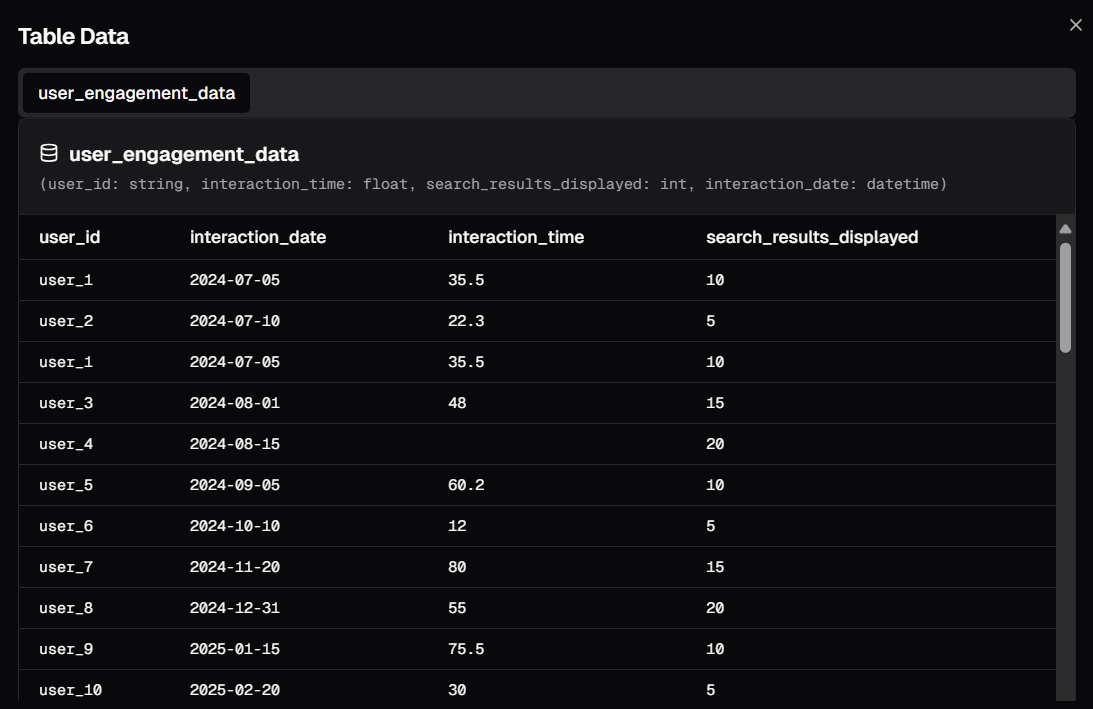 Table Data
user_engagement_data
user_engagement_data
(user_id: string, interaction_time: float, search_results_displayed: int, interaction_date: datetime)
user_id interaction_date interaction_time search_results_displayed
user_1 2024-07-05 35.5 10
user_2 2024-07-10 22.3 5
user_1 2024-07-05 35.5 10
user_3 2024-08-01 48 15
user_4 2024-08-15 20
user_5 2024-09-05 60.2 10
user_6 2024-10-10 12 5
user_7 2024-11-20 80 15
user_8 2024-12-31 55 20
user_9 2025-01-15 75.5 10
user_10 2025-02-20 30 5